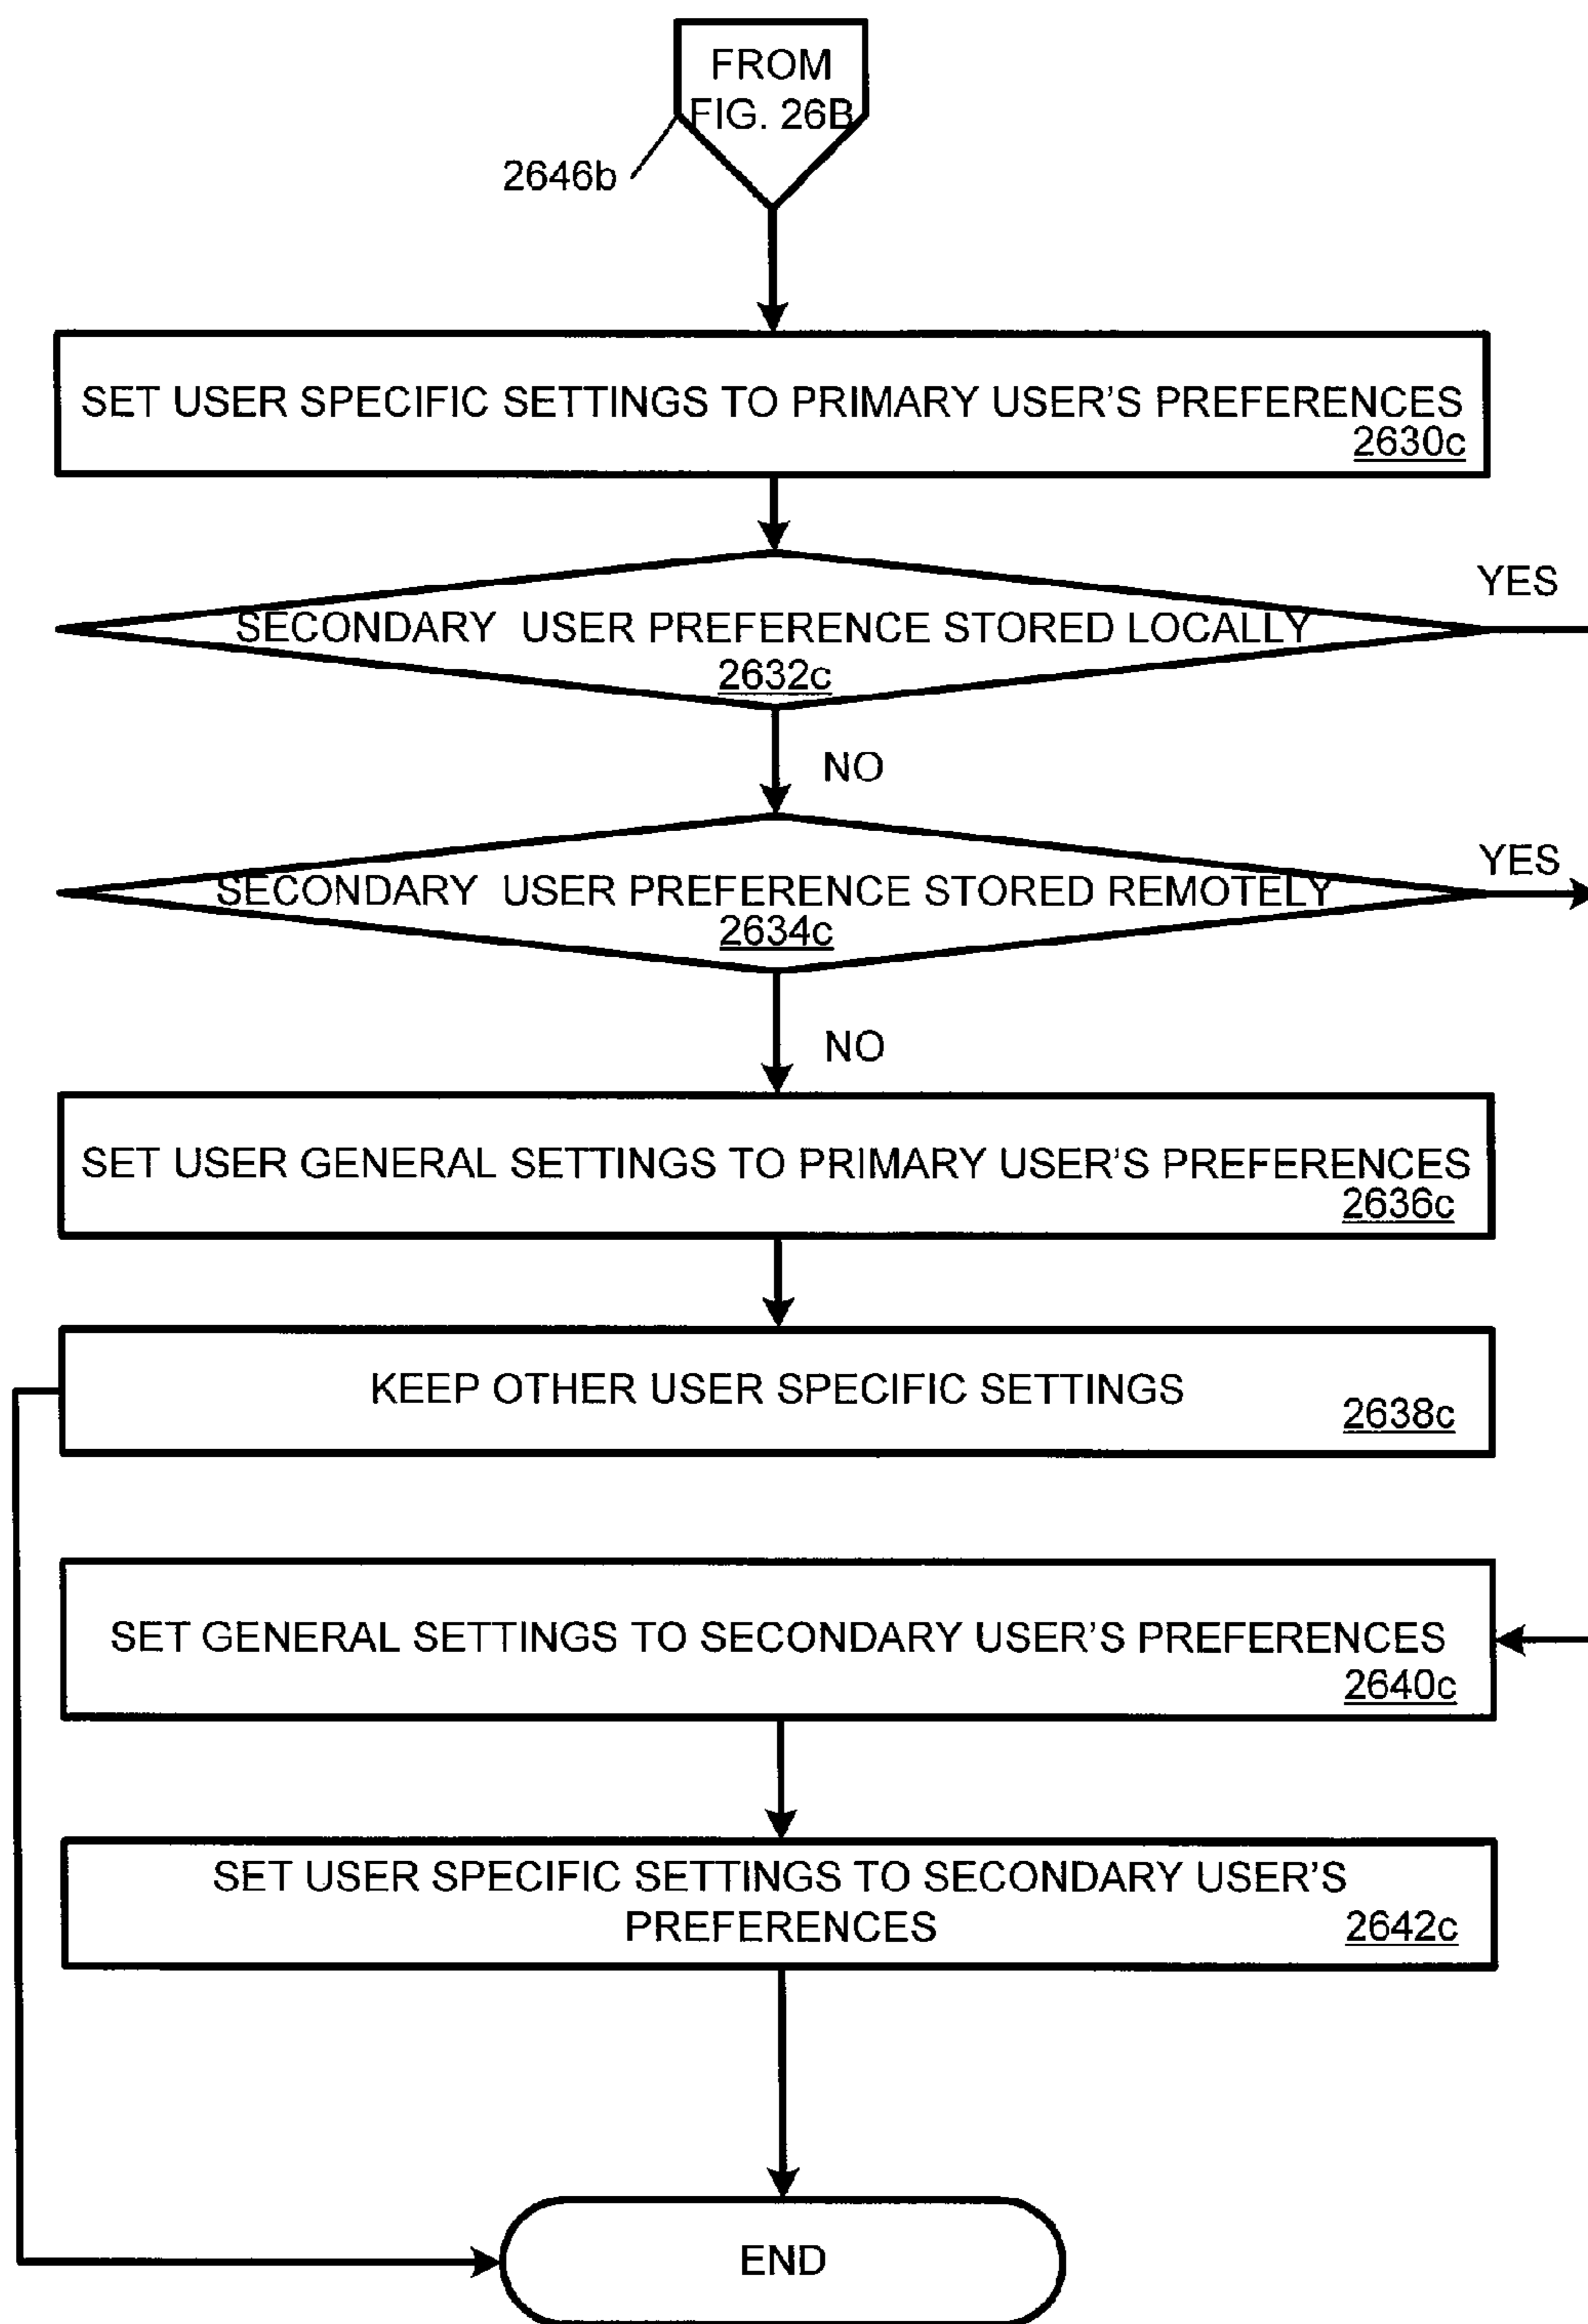 FROM
FIG. 26B
2646b
SET USER SPECIFIC SETTINGS TO PRIMARY USER'S PREFERENCES
2630c
YES
SECONDARY USER PREFERENCE STORED LOCALLY
2632c
NO
YES
SECONDARY USER PREFERENCE STORED REMOTELY
2634c
NO
SET USER GENERAL SETTINGS TO PRIMARY USER'S PREFERENCES
2636c
KEEP OTHER USER SPECIFIC SETTINGS
2638c
SET GENERAL SETTINGS TO SECONDARY USER'S PREFERENCES
2640c
SET USER SPECIFIC SETTINGS TO SECONDARY USER'S
PREFERENCES
2642c
END